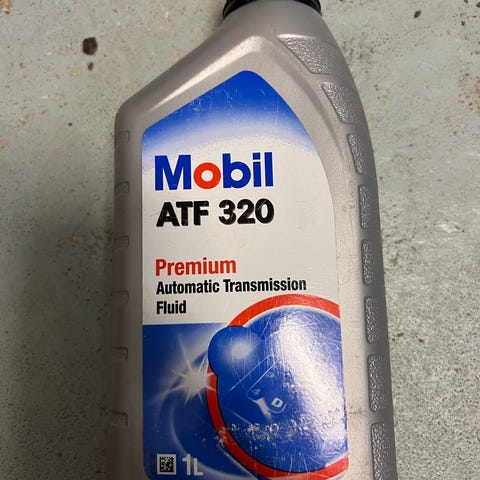 Mobil
ATF 320
Premium
Automatic Transmission
Fluid
D
1L